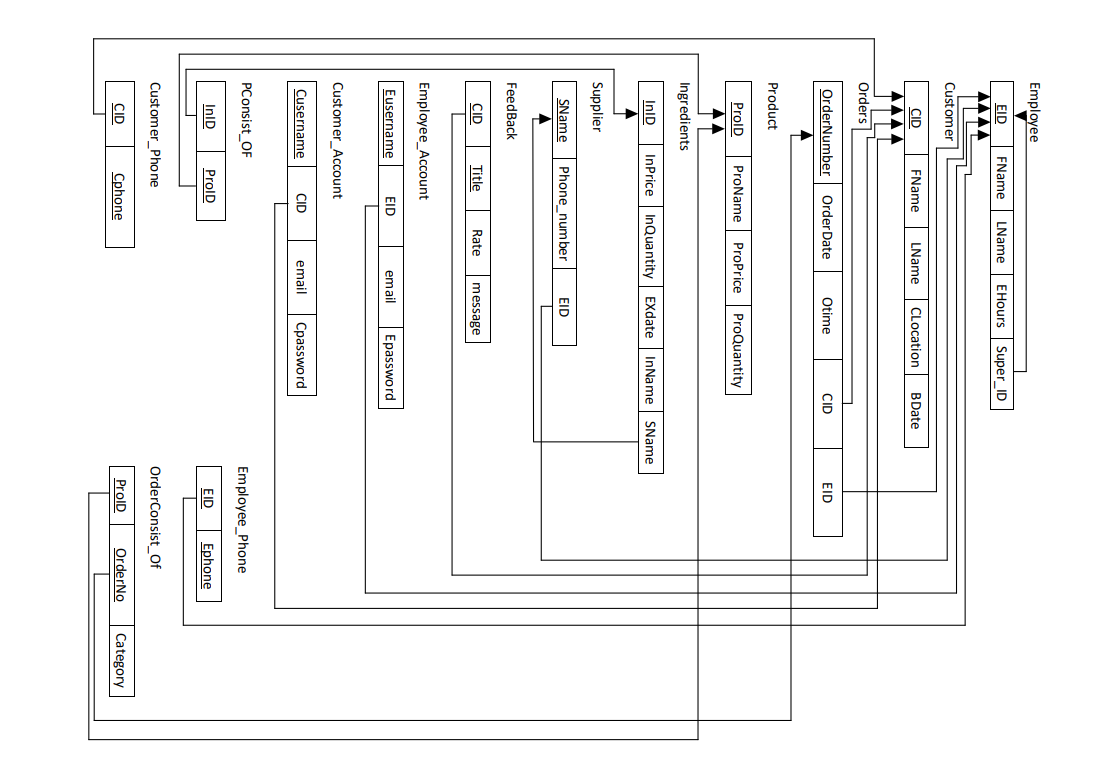 Employee
EID FName LName EHours Super_ID
Customer
CID FName LName CLocation BDate
Orders
OrderNumber OrderDate Otime CID EID
Product
ProID ProName ProPrice ProQuantity
Ingredients
InID InPrice InQuantity EXdate InName SName
Supplier
SName Phone_number EID
FeedBack
CID Title Rate message
Employee_Account
Eusername EID email Epassword
Customer_Account
Cusername CID email Cpassword
PConsist_OF
InID ProID
Employee_Phone
EID Ephone
Customer_Phone
CID Cphone
OrderConsist_Of
ProID OrderNo Category